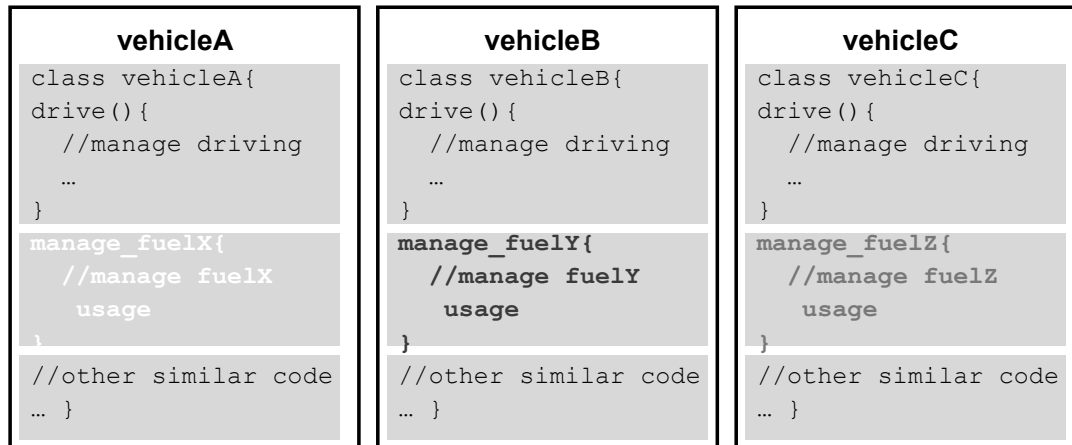 vehicleA
class vehicleA{
drive(){
//manage driving
…
}
manage_fuelX{
//manage fuelX
usage
}
//other similar code
… }
vehicleB
class vehicleB{
drive(){
//manage driving
…
}
manage_fuelY{
//manage fuelY
usage
}
//other similar code
… }
vehicleC
class vehicleC{
drive(){
//manage driving
…
}
manage_fuelZ{
//manage fuelZ
usage
}
//other similar code
… }